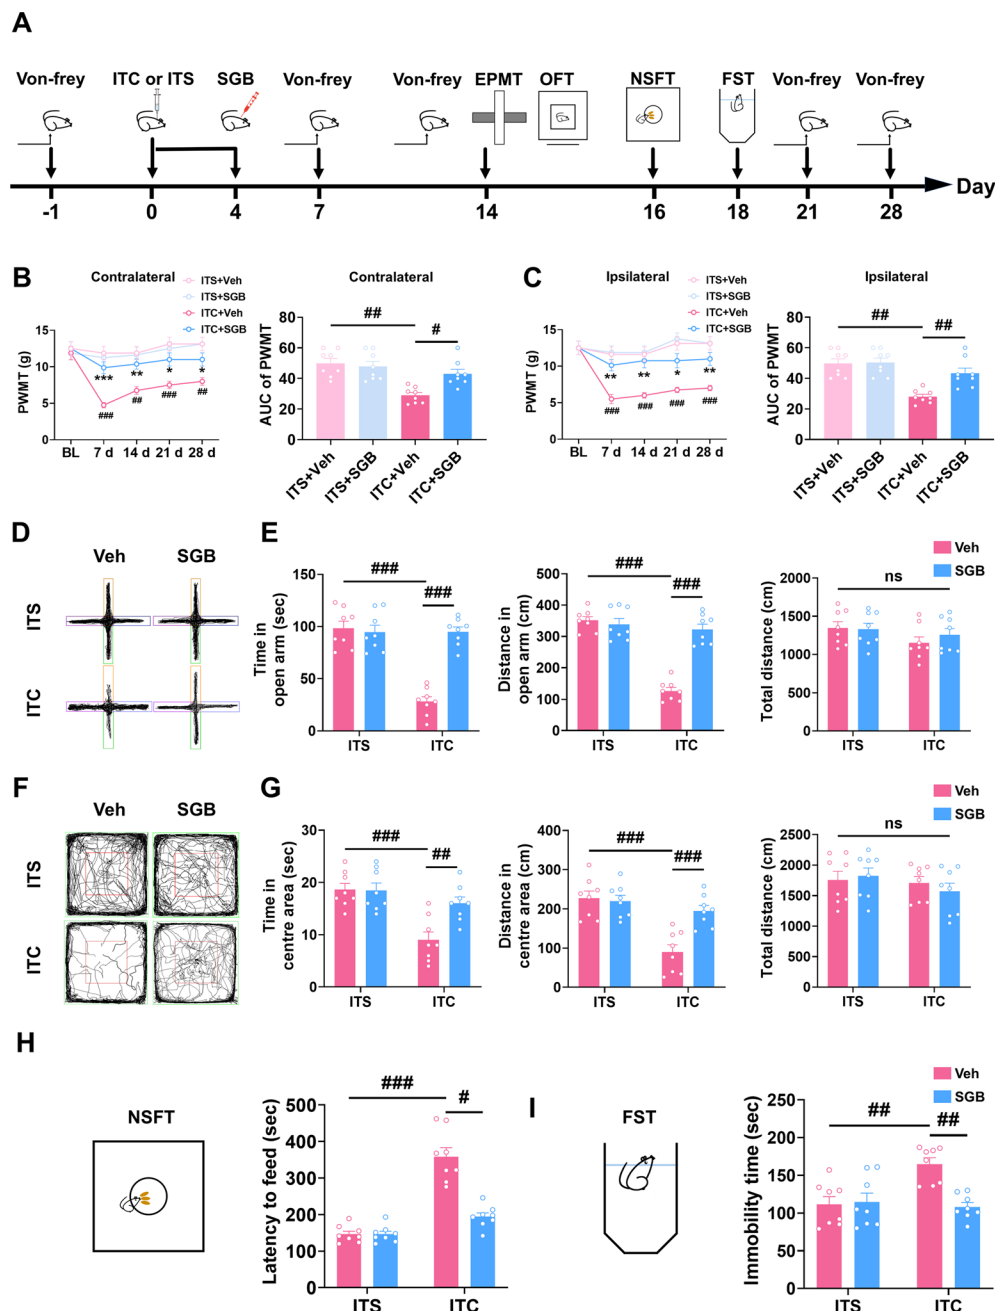 A
Von-frey ITC or ITS SGB Von-frey Von-frey EPMT OFT NSFT FST Von-frey Von-frey
-1 0 4 7 14 16 18 21 28 Day
B
Contralateral
ITS+Veh
ITS+SGB
ITC+Veh
ITC+SGB
PWMT (g)
15
10
5
0
*** ** * *
### ## ### ##
BL 7 d 14 d 21 d 28 d
Contralateral
AUC of PWMT
80
60
40
20
0
## #
ITS+Veh ITS+SGB ITC+Veh ITC+SGB
C
Ipsilateral
ITS+Veh
ITS+SGB
ITC+Veh
ITC+SGB
PWMT (g)
15
10
5
0
** ** * **
### ### ### ###
BL 7 d 14 d 21 d 28 d
Ipsilateral
AUC of PWMT
80
60
40
20
0
## ##
ITS+Veh ITS+SGB ITC+Veh ITC+SGB
D
Veh SGB
ITS
ITC
E
Time in
open arm (sec)
150
100
50
0
### ###
ITS ITC
Distance in
open arm (cm)
500
400
300
200
100
0
### ###
ITS ITC
Veh
SGB
Total distance (cm)
2000
1500
1000
500
0
ns
ITS ITC
F
Veh SGB
ITS
ITC
G
Time in
centre area (sec)
30
20
10
0
### ##
ITS ITC
Distance in
centre area (cm)
400
300
200
100
0
### ###
ITS ITC
Veh
SGB
Total distance (cm)
2500
2000
1500
1000
500
0
ns
ITS ITC
H
NSFT
Latency to feed (sec)
500
400
300
200
100
0
### #
ITS ITC
I
FST
Veh
SGB
Immobility time (sec)
250
200
150
100
50
0
## ##
ITS ITC